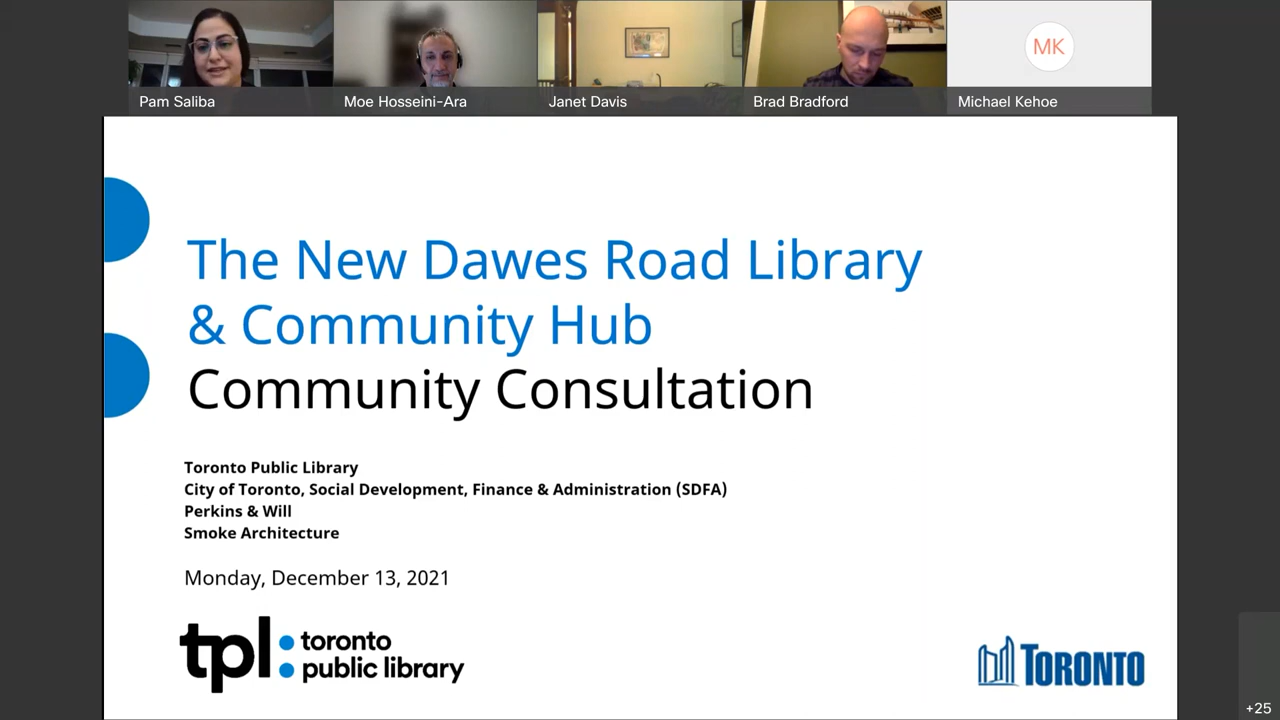 MK
Pam Saliba
Moe Hosseini-Ara
Janet Davis
Brad Bradford
Michael Kehoe
The New Dawes Road Library
& Community Hub
Community Consultation
Toronto Public Library
City of Toronto, Social Development, Finance & Administration (SDFA)
Perkins & Will
Smoke Architecture
Monday, December 13, 2021
tpl: toronto
public library
TORONTO
+25